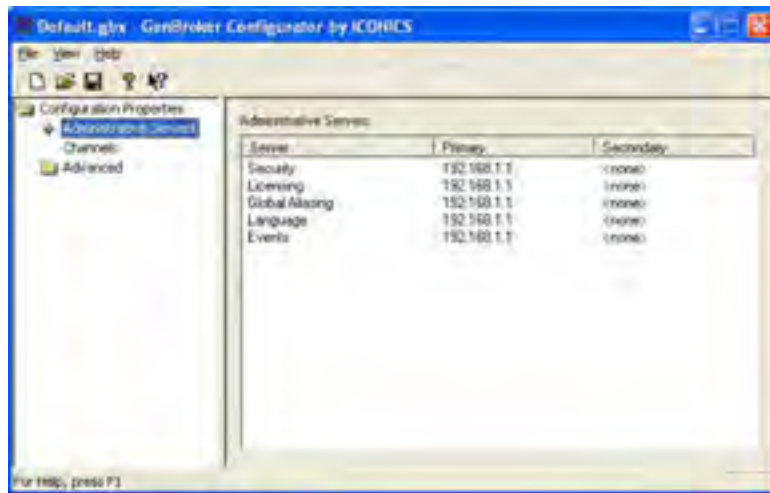 Default.gbx - GenBroker Configurator by ICONICS
File View Help
Configuration Properties
Administrative Servers
Channels
Advanced
Administrative Servers:
Server Primary Secondary
Security 192.168.1.1 <none>
Licensing 192.168.1.1 <none>
Global Aliasing 192.168.1.1 <none>
Language 192.168.1.1 <none>
Events 192.168.1.1 <none>
For Help, press F1